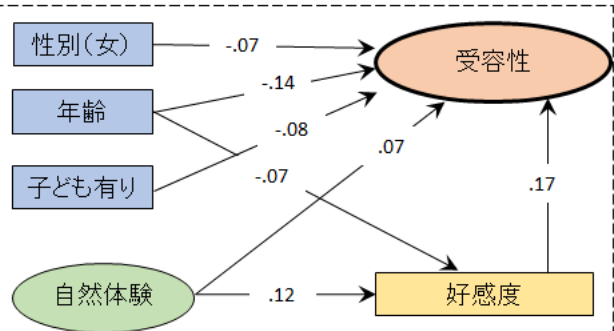 性別(女)
-.07
受容性
年齢
-.14
-.08
子ども有り
-.07
.07
.17
自然体験
.12
好感度